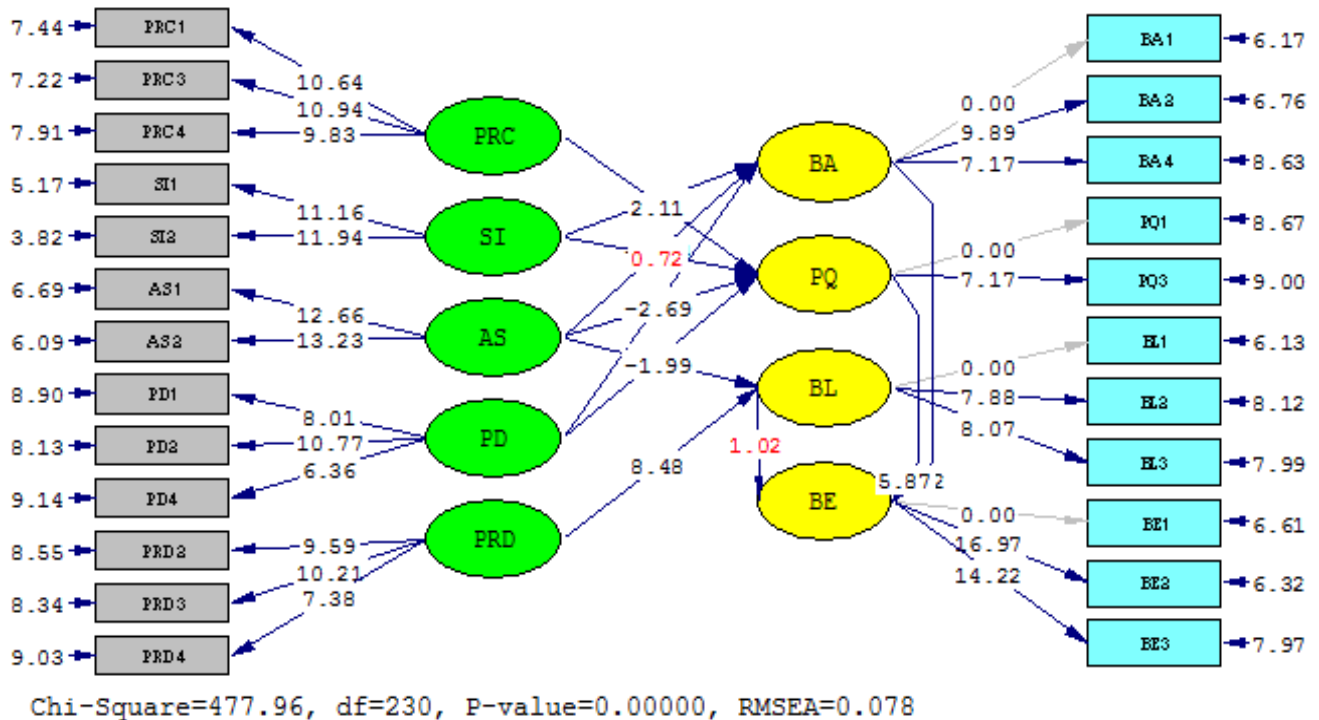 7.44 PRC1
7.22 PRC3
7.91 PRC4
5.17 SI1
3.82 SI2
6.69 AS1
6.09 AS2
8.90 PD1
8.13 PD2
9.14 PD4
8.55 PRD2
8.34 PRD3
9.03 PRD4
10.64
10.94
9.83
11.16
11.94
12.66
13.23
8.01
10.77
6.36
9.59
10.21
7.38
PRC
SI
AS
PD
PRD
2.11
0.72
-2.69
-1.99
8.48
1.02
BA
PQ
BL
BE
5.872
0.00
9.89
7.17
0.00
7.17
0.00
7.88
8.07
0.00
16.97
14.22
BA1 6.17
BA2 6.76
BA4 8.63
PQ1 8.67
PQ3 9.00
BL1 6.13
BL2 8.12
BL3 7.99
BE1 6.61
BE2 6.32
BE3 7.97
Chi-Square=477.96, df=230, P-value=0.00000, RMSEA=0.078